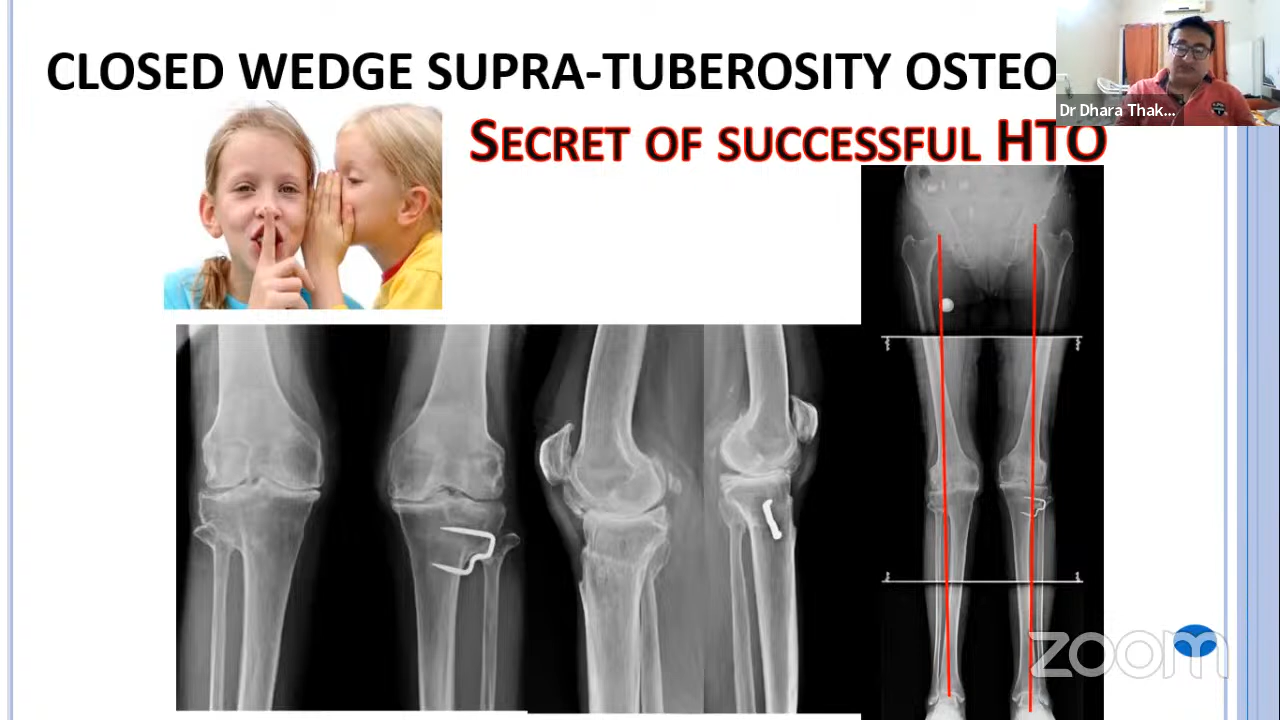 CLOSED WEDGE SUPRA-TUBEROSITY OSTEO
SECRET OF SUCCESSFUL HTO
Dr Dhara Thak...
zoom